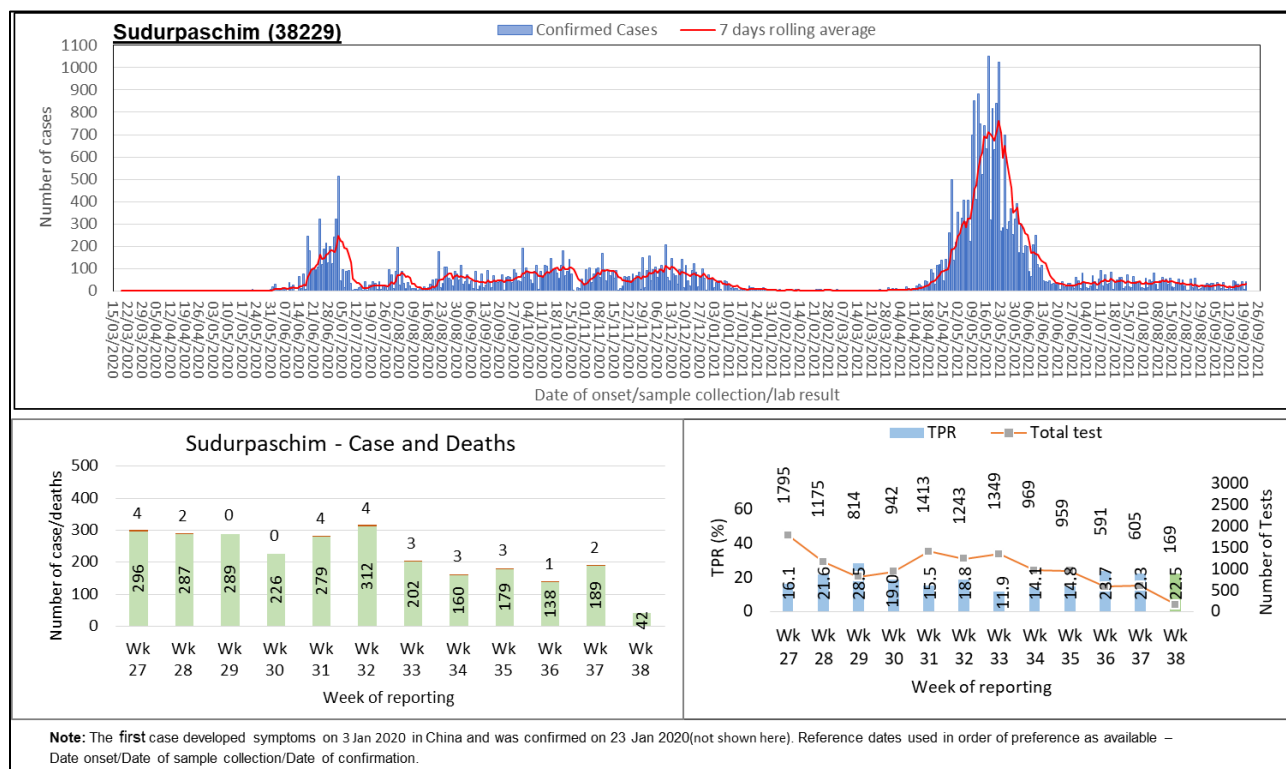 Sudurpaschim (38229)
Confirmed Cases 7 days rolling average
Number of cases
1100
1000
900
800
700
600
500
400
300
200
100
0
15/03/2020 22/03/2020 29/03/2020 05/04/2020 12/04/2020 19/04/2020 26/04/2020 03/05/2020 10/05/2020 17/05/2020 24/05/2020 31/05/2020 07/06/2020 14/06/2020 21/06/2020 28/06/2020 05/07/2020 12/07/2020 19/07/2020 26/07/2020 02/08/2020 09/08/2020 16/08/2020 23/08/2020 30/08/2020 06/09/2020 13/09/2020 20/09/2020 27/09/2020 04/10/2020 11/10/2020 18/10/2020 25/10/2020 01/11/2020 08/11/2020 15/11/2020 22/11/2020 29/11/2020 06/12/2020 13/12/2020 20/12/2020 27/12/2020 03/01/2021 10/01/2021 17/01/2021 24/01/2021 31/01/2021 07/02/2021 14/02/2021 21/02/2021 28/02/2021 07/03/2021 14/03/2021 21/03/2021 28/03/2021 04/04/2021 11/04/2021 18/04/2021 25/04/2021 02/05/2021 09/05/2021 16/05/2021 23/05/2021 30/05/2021 06/06/2021 13/06/2021 20/06/2021 27/06/2021 04/07/2021 11/07/2021 18/07/2021 25/07/2021 01/08/2021 08/08/2021 15/08/2021 22/08/2021 29/08/2021 05/09/2021 12/09/2021 19/09/2021 26/09/2021
Date of onset/sample collection/lab result
Sudurpaschim - Case and Deaths
Number of case/deaths
500
400
300
200
100
0
4 2 0 0 4 4 3 3 3 1 2
296 287 289 226 279 312 202 160 179 138 189 42
Wk Wk Wk Wk Wk Wk Wk Wk Wk Wk Wk Wk
27 28 29 30 31 32 33 34 35 36 37 38
Week of reporting
TPR Total test
TPR (%)
60
40
20
0
1795 1175 814 942 1413 1243 1349 969 959 591 605 169
16.1 21.6 28.5 19.0 15.5 18.8 11.9 14.1 14.8 23.7 22.3 22.5
3000
2500
2000
1500
1000
500
0
Number of Tests
Wk Wk Wk Wk Wk Wk Wk Wk Wk Wk Wk Wk
27 28 29 30 31 32 33 34 35 36 37 38
Week of reporting
Note: The first case developed symptoms on 3 Jan 2020 in China and was confirmed on 23 Jan 2020(not shown here). Reference dates used in order of preference as available –
Date onset/Date of sample collection/Date of confirmation.